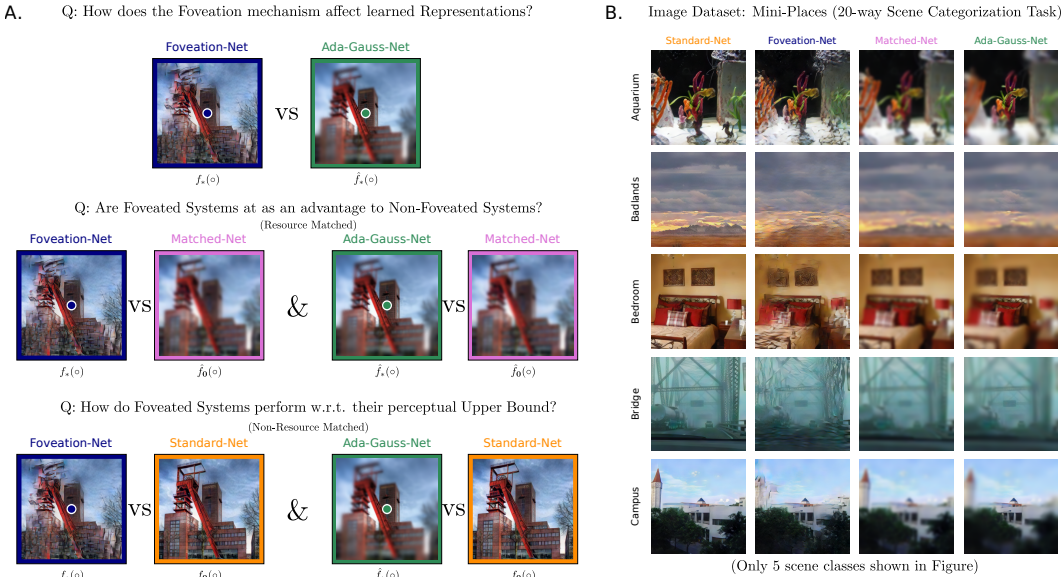 A.
Q: How does the Foveation mechanism affect learned Representations?
Foveation-Net
Ada-Gauss-Net
vs
f*(○)
f̂*(○)
Q: Are Foveated Systems at as an advantage to Non-Foveated Systems?
(Resource Matched)
Foveation-Net
Matched-Net
Ada-Gauss-Net
Matched-Net
vs
&
vs
f*(○)
f̂0(○)
f̂*(○)
f̂0(○)
Q: How do Foveated Systems perform w.r.t. their perceptual Upper Bound?
(Non-Resource Matched)
Foveation-Net
Standard-Net
Ada-Gauss-Net
Standard-Net
vs
&
vs
B.
Image Dataset: Mini-Places (20-way Scene Categorization Task)
Standard-Net
Foveation-Net
Matched-Net
Ada-Gauss-Net
Aquarium
Badlands
Bedroom
Bridge
Campus
(Only 5 scene classes shown in Figure)